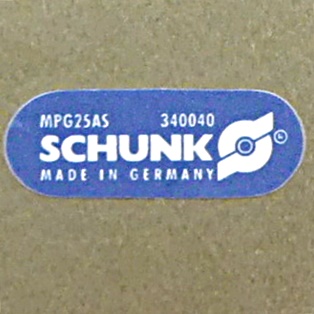 MPG25AS 340040
SCHUNK ®
MADE IN GERMANY